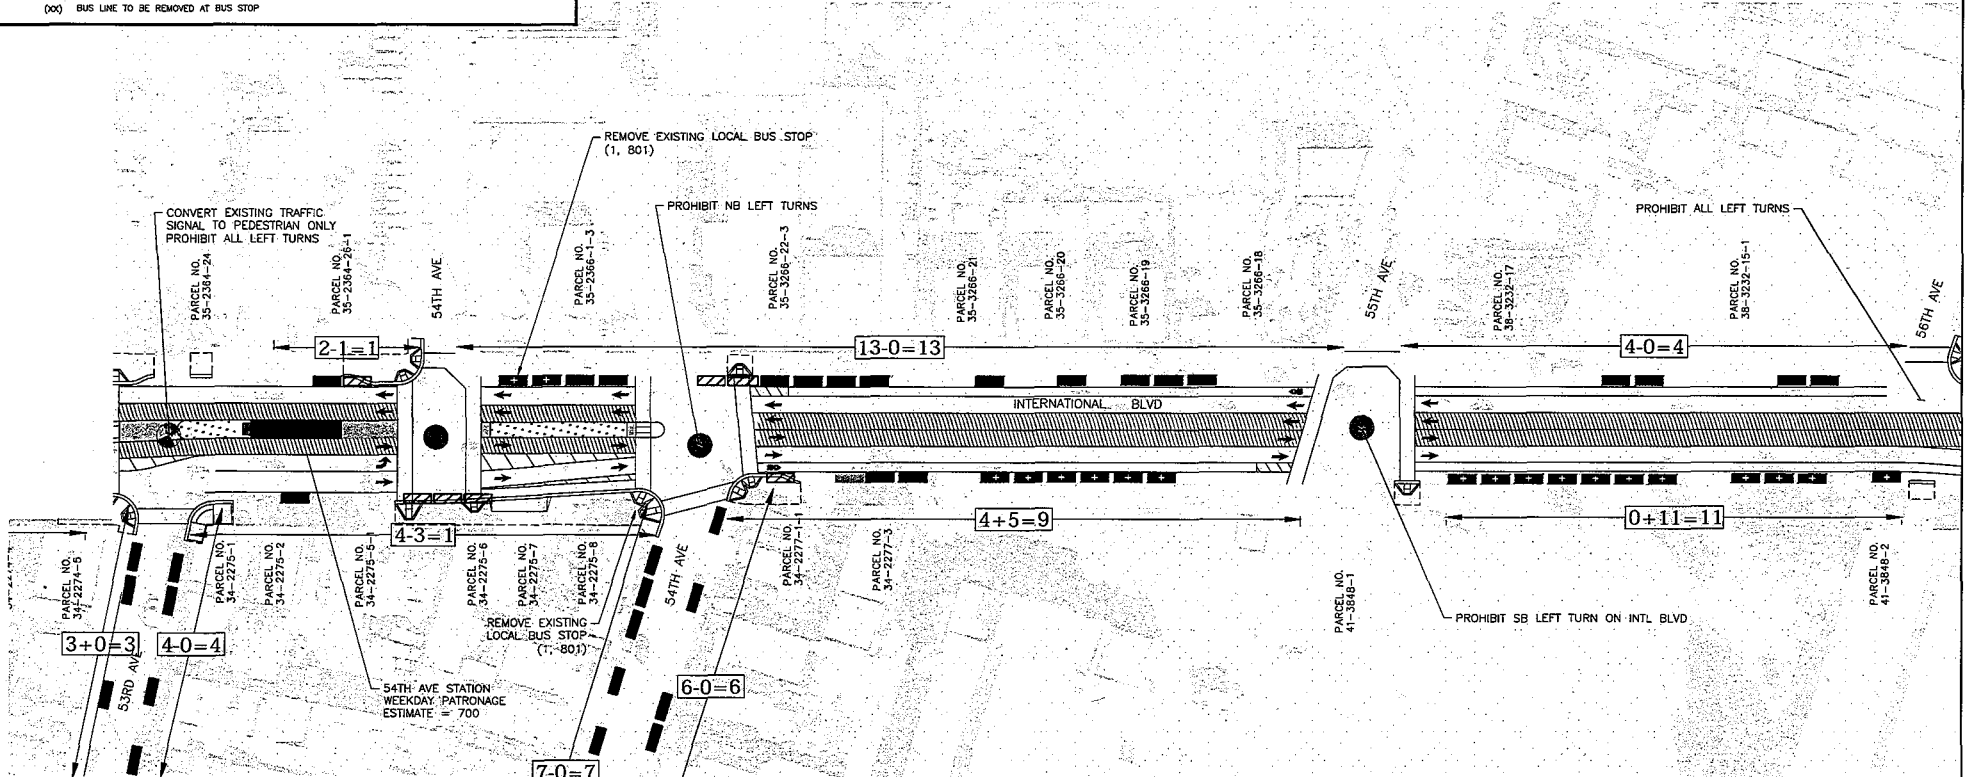 (XX) BUS LINE TO BE REMOVED AT BUS STOP
REMOVE EXISTING LOCAL BUS STOP
(1, 801)
CONVERT EXISTING TRAFFIC
SIGNAL TO PEDESTRIAN ONLY
PROHIBIT ALL LEFT TURNS
PROHIBIT NB LEFT TURNS
PROHIBIT ALL LEFT TURNS
PARCEL NO.
35-2364-24
PARCEL NO.
35-2364-26-1
54TH AVE
PARCEL NO.
35-2366-1-3
PARCEL NO.
35-3266-22-3
PARCEL NO.
35-3266-21
PARCEL NO.
35-3266-20
PARCEL NO.
35-3266-19
PARCEL NO.
35-3266-18
55TH AVE
PARCEL NO.
38-3232-17
PARCEL NO.
38-3232-15-1
56TH AVE
2-1=1
13-0=13
4-0=4
INTERNATIONAL BLVD
4-3=1
4+5=9
0+11=11
PARCEL NO.
34-2274-5
PARCEL NO.
34-2275-1
PARCEL NO.
34-2275-2
PARCEL NO.
34-2275-5-1
PARCEL NO.
34-2275-6
PARCEL NO.
34-2275-7
PARCEL NO.
34-2275-8
54TH AVE
PARCEL NO.
34-2277-1-1
PARCEL NO.
34-2277-3
PARCEL NO.
41-3848-1
PARCEL NO.
41-3848-2
PROHIBIT SB LEFT TURN ON INTL BLVD
REMOVE EXISTING
LOCAL BUS STOP
(1, 801)
3+0=3
4-0=4
53RD AVE
54TH AVE STATION
WEEKDAY PATRONAGE
ESTIMATE = 700
6-0=6
7-0=7